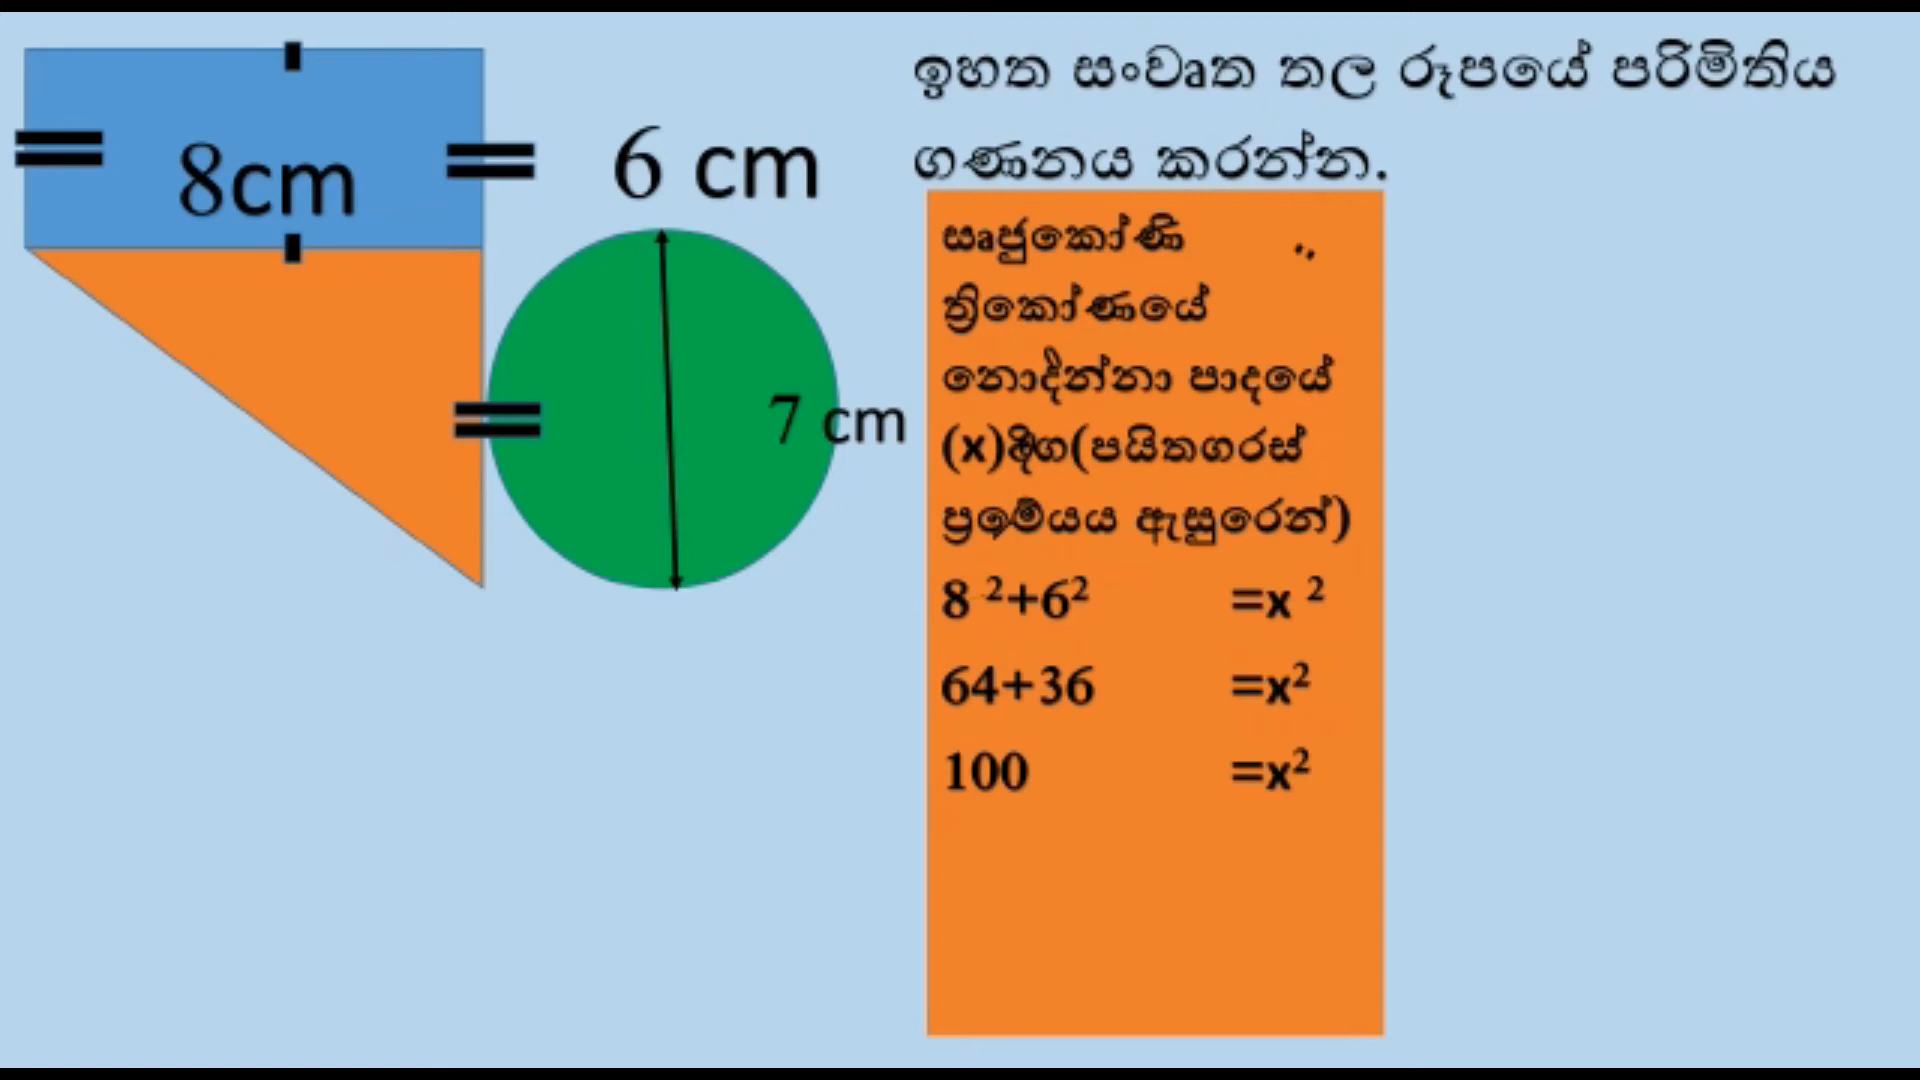 ඉහත සංවෘත තල රූපයේ පරිමිතිය
ගණනය කරන්න.
8cm
6 cm
7 cm
ඍජුකෝණි
ත්‍රිකෝණයේ
නොදින්නා පාදයේ
(x)දිග(පයිතගරස්
ප්‍රමේයය ඇසුරෙන්)
8 ²+6² =x ²
64+36 =x²
100 =x²